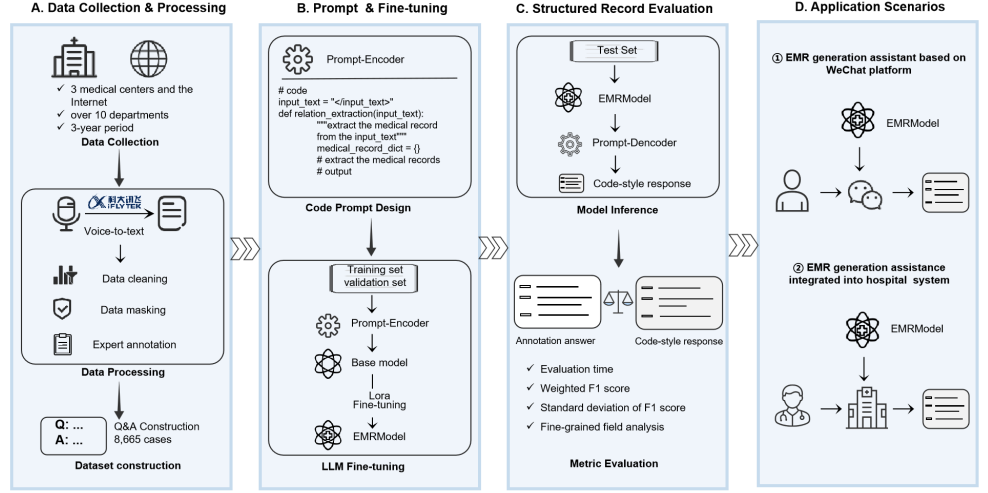 A. Data Collection & Processing
3 medical centers and the
Internet
over 10 departments
3-year period
Data Collection
科大讯飞
iFLYTEK
Voice-to-text
Data cleaning
Data masking
Expert annotation
Data Processing
Q: ...
A: ...
Q&A Construction
8,665 cases
Dataset construction
B. Prompt & Fine-tuning
Prompt-Encoder
# code
input_text = "</input_text>"
def relation_extraction(input_text):
"""extract the medical record
from the input_text"""
medical_record_dict = {}
# extract the medical records
# output
Code Prompt Design
Training set
validation set
Prompt-Encoder
Base model
Lora
Fine-tuning
EMRModel
LLM Fine-tuning
C. Structured Record Evaluation
Test Set
EMRModel
Prompt-Dencoder
Code-style response
Model Inference
Annotation answer
Code-style response
Evaluation time
Weighted F1 score
Standard deviation of F1 score
Fine-grained field analysis
Metric Evaluation
D. Application Scenarios
① EMR generation assistant based on
WeChat platform
EMRModel
② EMR generation assistance
integrated into hospital system
EMRModel